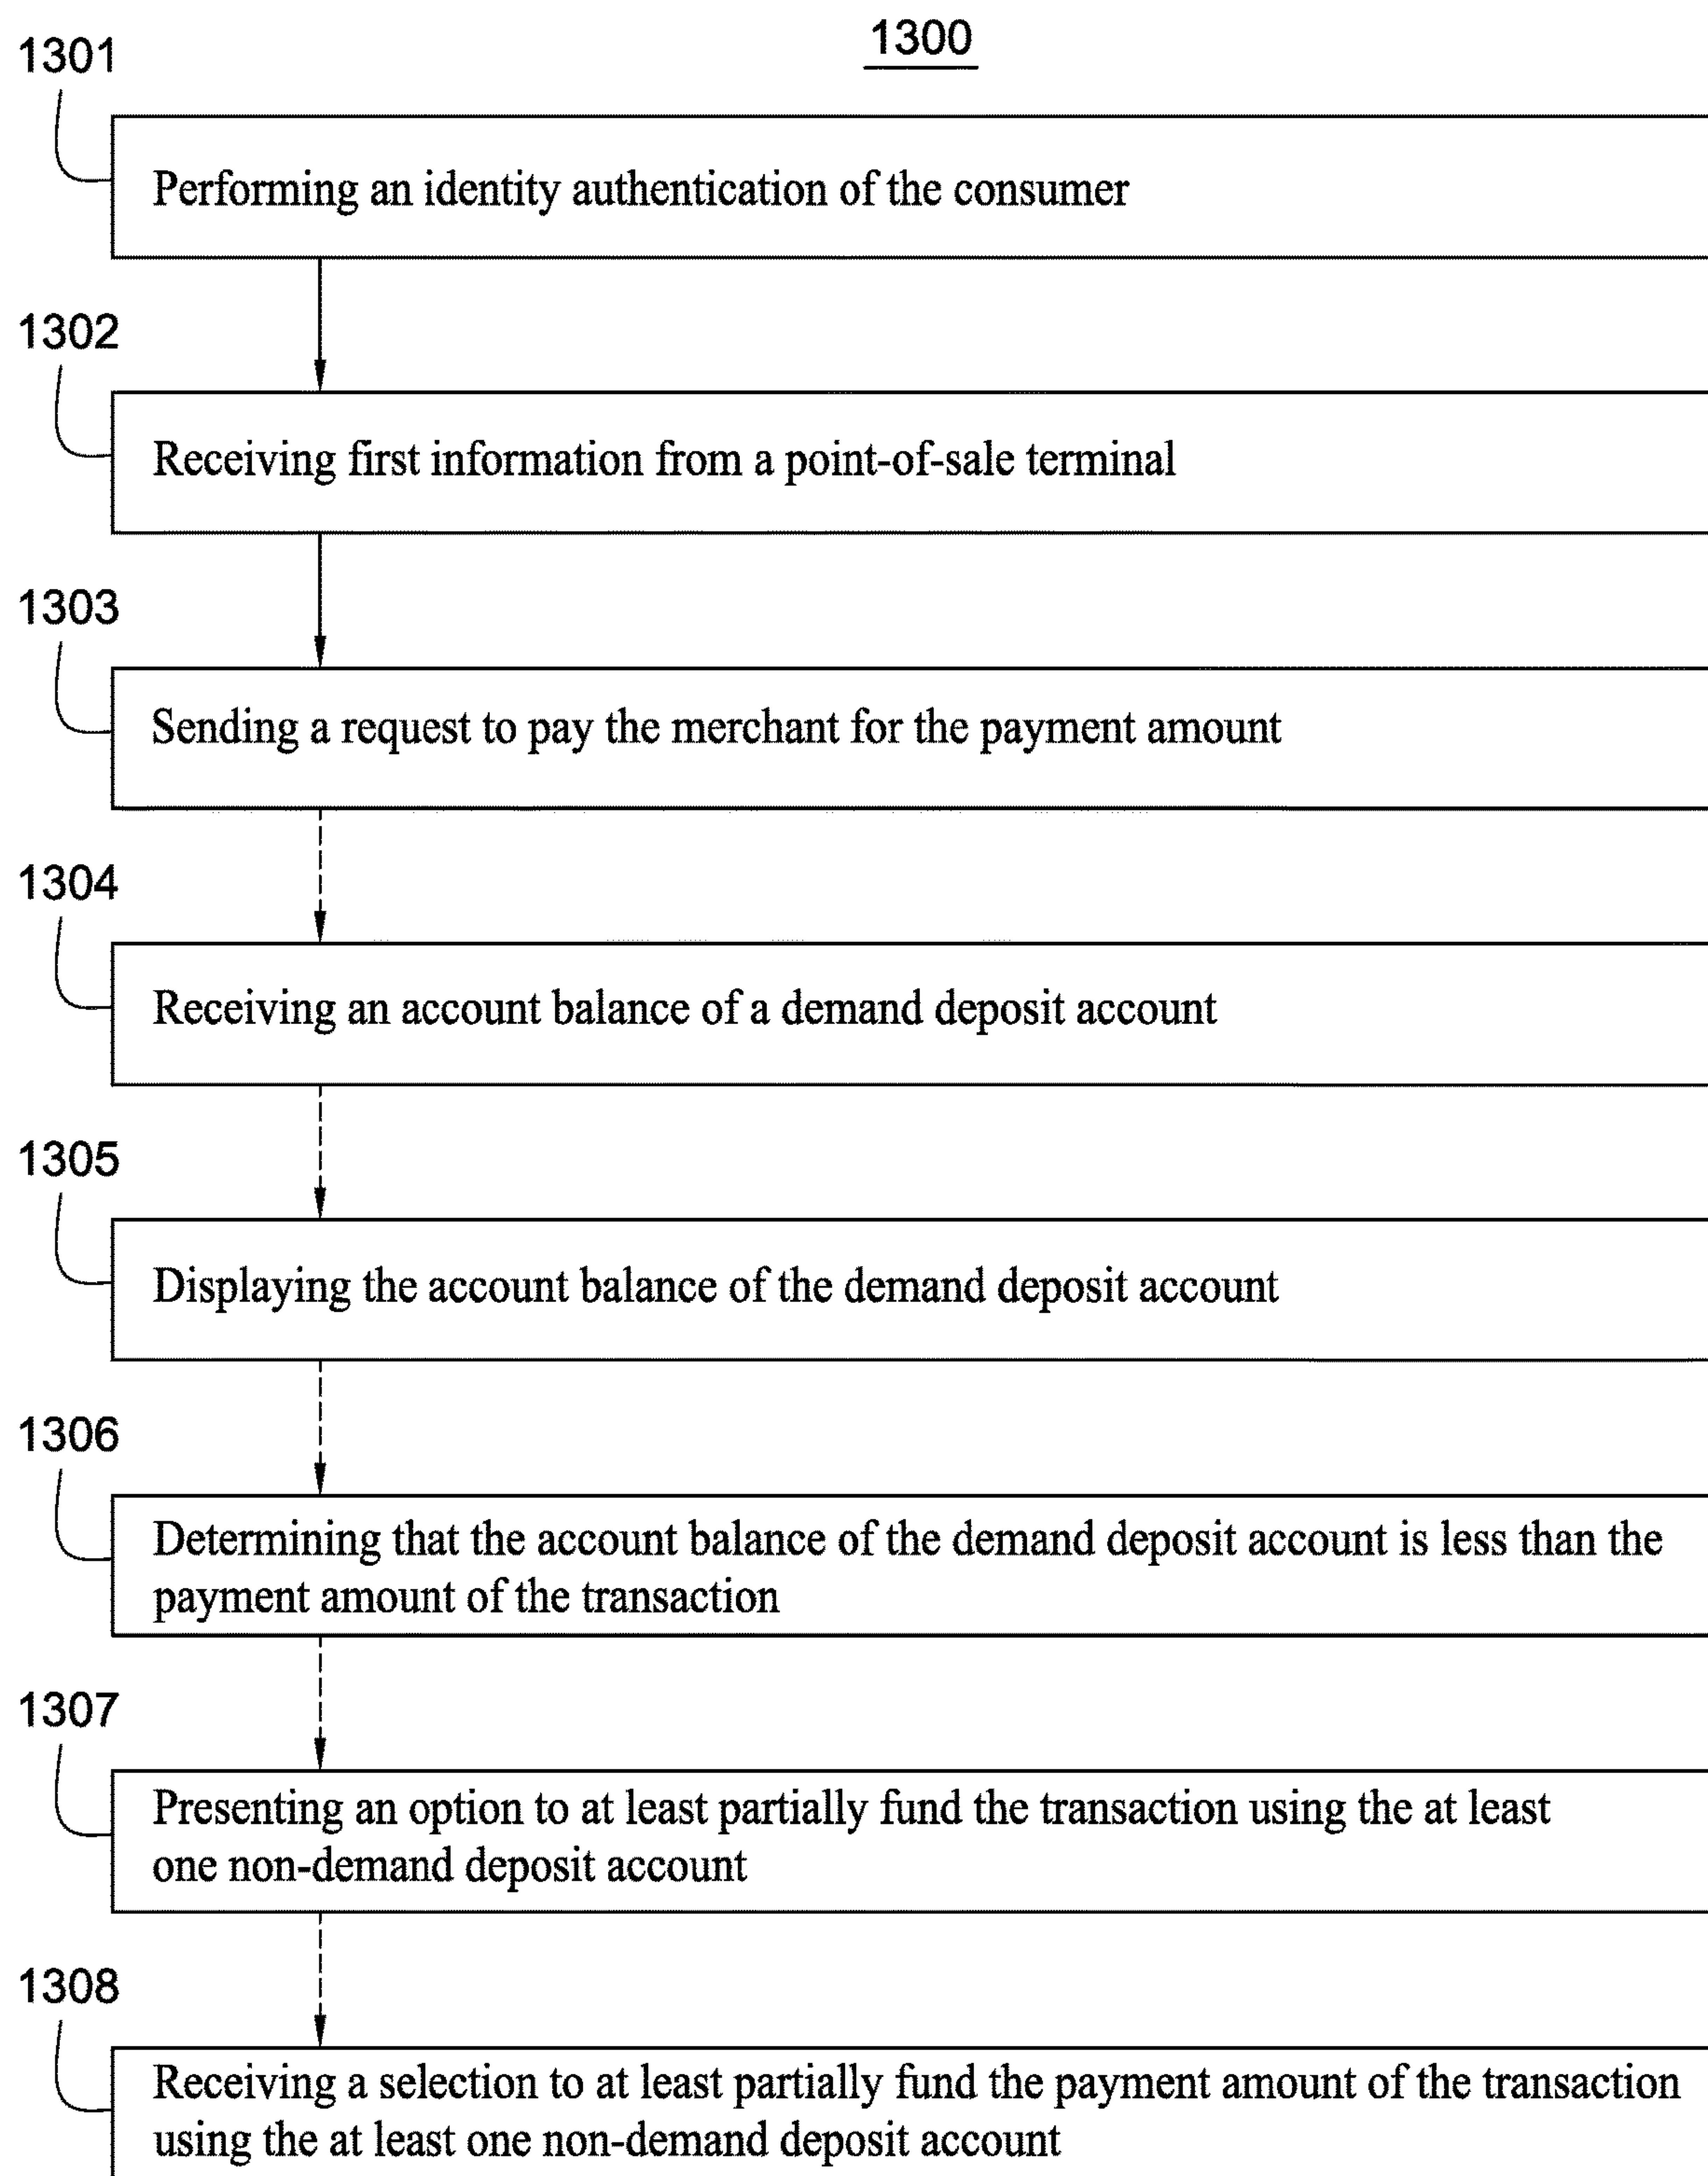 1300
1301
Performing an identity authentication of the consumer
1302
Receiving first information from a point-of-sale terminal
1303
Sending a request to pay the merchant for the payment amount
1304
Receiving an account balance of a demand deposit account
1305
Displaying the account balance of the demand deposit account
1306
Determining that the account balance of the demand deposit account is less than the
payment amount of the transaction
1307
Presenting an option to at least partially fund the transaction using the at least
one non-demand deposit account
1308
Receiving a selection to at least partially fund the payment amount of the transaction
using the at least one non-demand deposit account